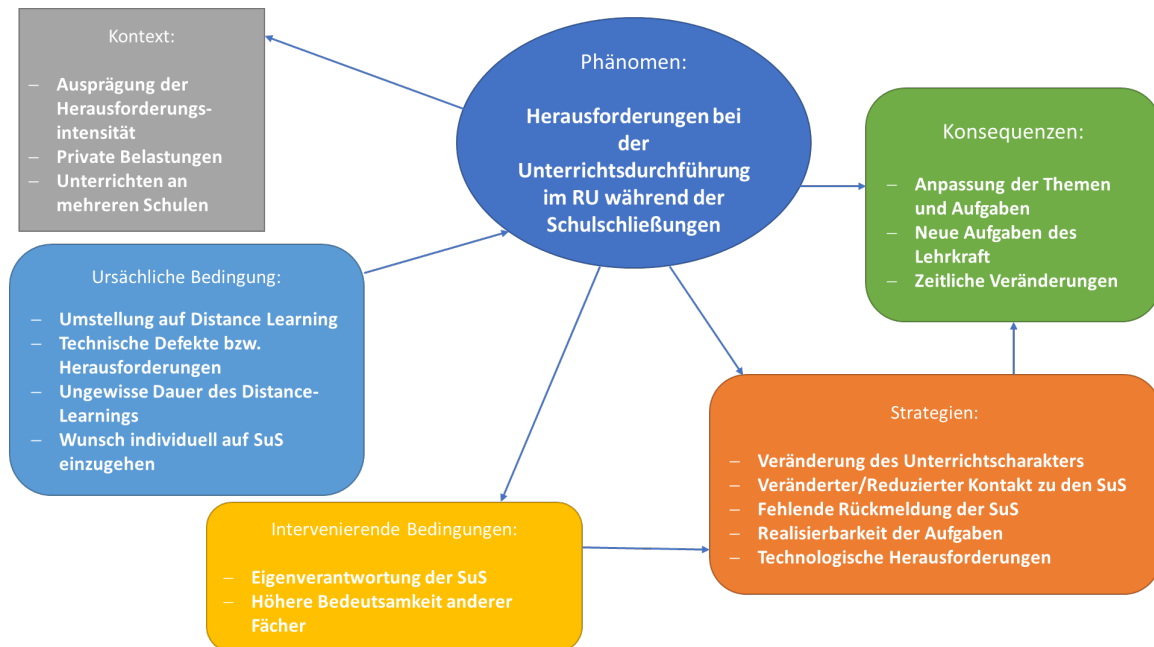 Kontext:
– Ausprägung der
Herausforderungs-
intensität
– Private Belastungen
– Unterrichten an
mehreren Schulen
Phänomen:
Herausforderungen bei
der
Unterrichtsdurchführung
im RU während der
Schulschließungen
Konsequenzen:
– Anpassung der Themen
und Aufgaben
– Neue Aufgaben des
Lehrkraft
– Zeitliche Veränderungen
Ursächliche Bedingung:
– Umstellung auf Distance Learning
– Technische Defekte bzw.
Herausforderungen
– Ungewisse Dauer des Distance-
Learnings
– Wunsch individuell auf SuS
einzugehen
Strategien:
– Veränderung des Unterrichtscharakters
– Veränderter/Reduzierter Kontakt zu den SuS
– Fehlende Rückmeldung der SuS
– Realisierbarkeit der Aufgaben
– Technologische Herausforderungen
Intervenierende Bedingungen:
– Eigenverantwortung der SuS
– Höhere Bedeutsamkeit anderer
Fächer